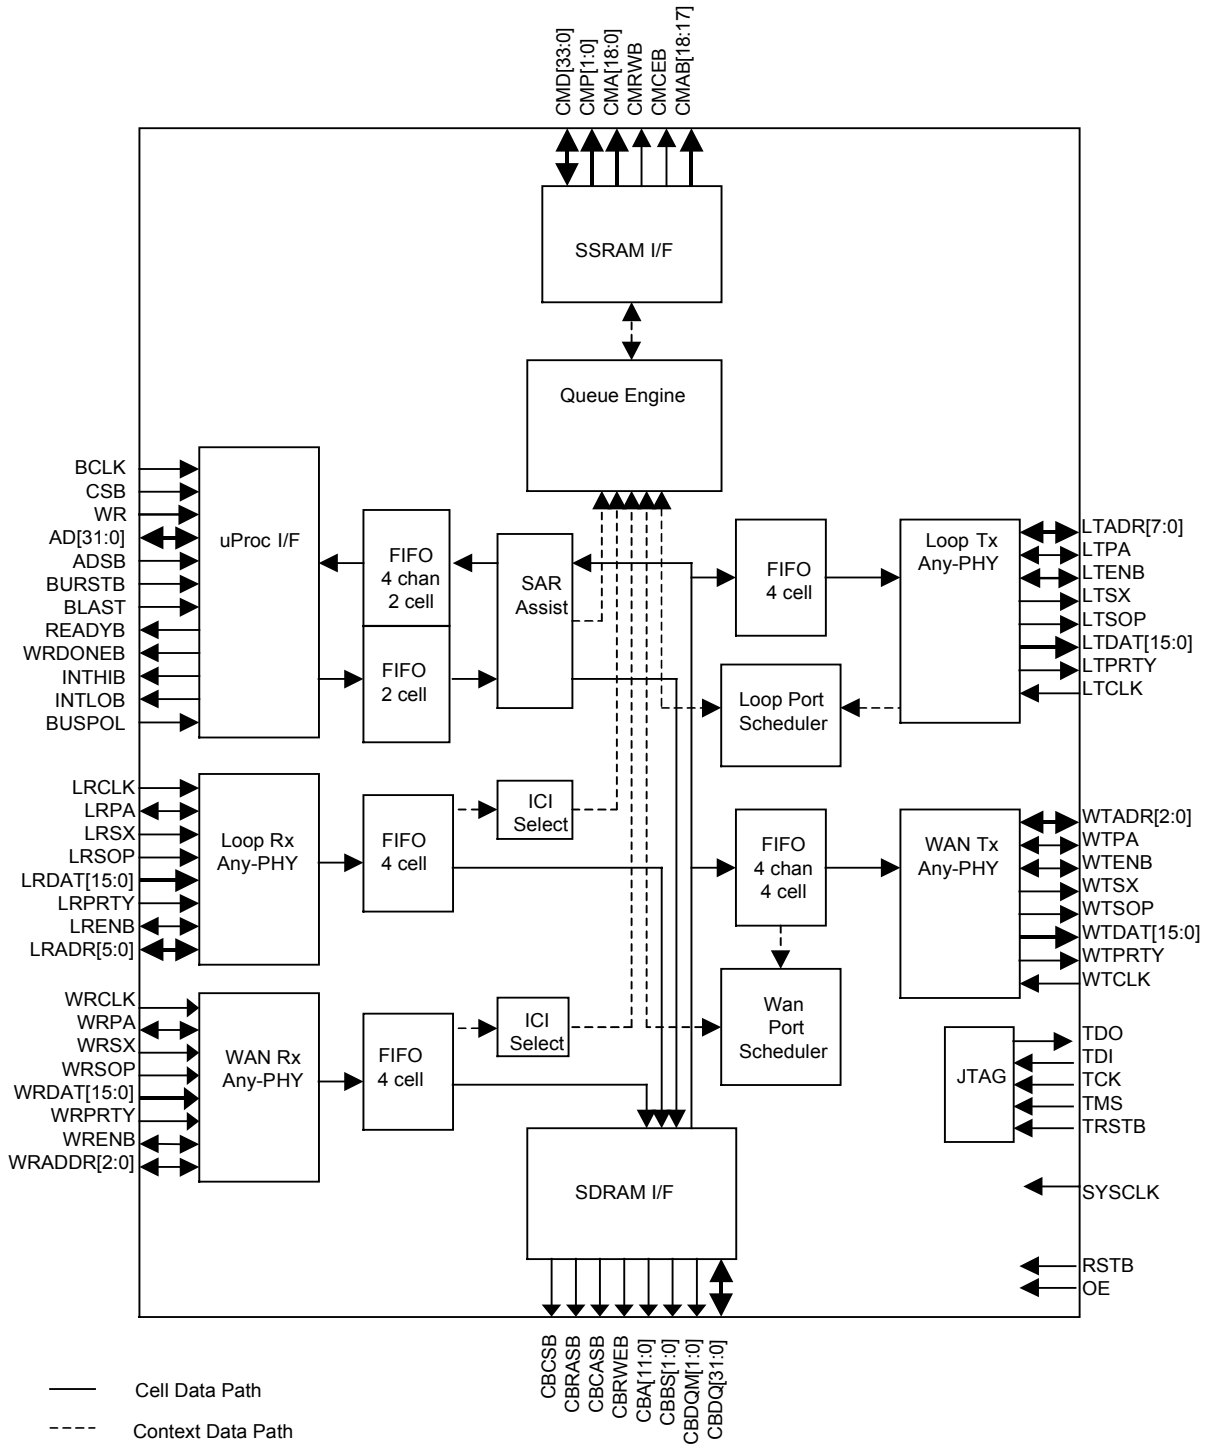 CMD[33:0]
CMP[1:0]
CMA[18:0]
CMRWB
CMCEB
CMAB[18:17]
SSRAM I/F
Queue Engine
BCLK
CSB
WR
AD[31:0]
ADSB
BURSTB
BLAST
READYB
WRDONEB
INTHIB
INTLOB
BUSPOL
uProc I/F
FIFO
4 chan
2 cell
FIFO
2 cell
SAR
Assist
FIFO
4 cell
Loop Tx
Any-PHY
LTADR[7:0]
LTPA
LTENB
LTSX
LTSOP
LTDAT[15:0]
LTPRTY
LTCLK
Loop Port
Scheduler
LRCLK
LRPA
LRSX
LRSOP
LRDAT[15:0]
LRPRTY
LRENB
LRADR[5:0]
Loop Rx
Any-PHY
FIFO
4 cell
ICI
Select
FIFO
4 chan
4 cell
WAN Tx
Any-PHY
WTADR[2:0]
WTPA
WTENB
WTSX
WTSOP
WTDAT[15:0]
WTPRTY
WTCLK
Wan
Port
Scheduler
WRCLK
WRPA
WRSX
WRSOP
WRDAT[15:0]
WRPRTY
WRENB
WRADDR[2:0]
WAN Rx
Any-PHY
FIFO
4 cell
ICI
Select
JTAG
TDO
TDI
TCK
TMS
TRSTB
SDRAM I/F
SYSCLK
RSTB
OE
CBCSB
CBRASB
CBCASB
CBRWEB
CBA[11:0]
CBBS[1:0]
CBDQM[1:0]
CBDQ[31:0]
Cell Data Path
Context Data Path